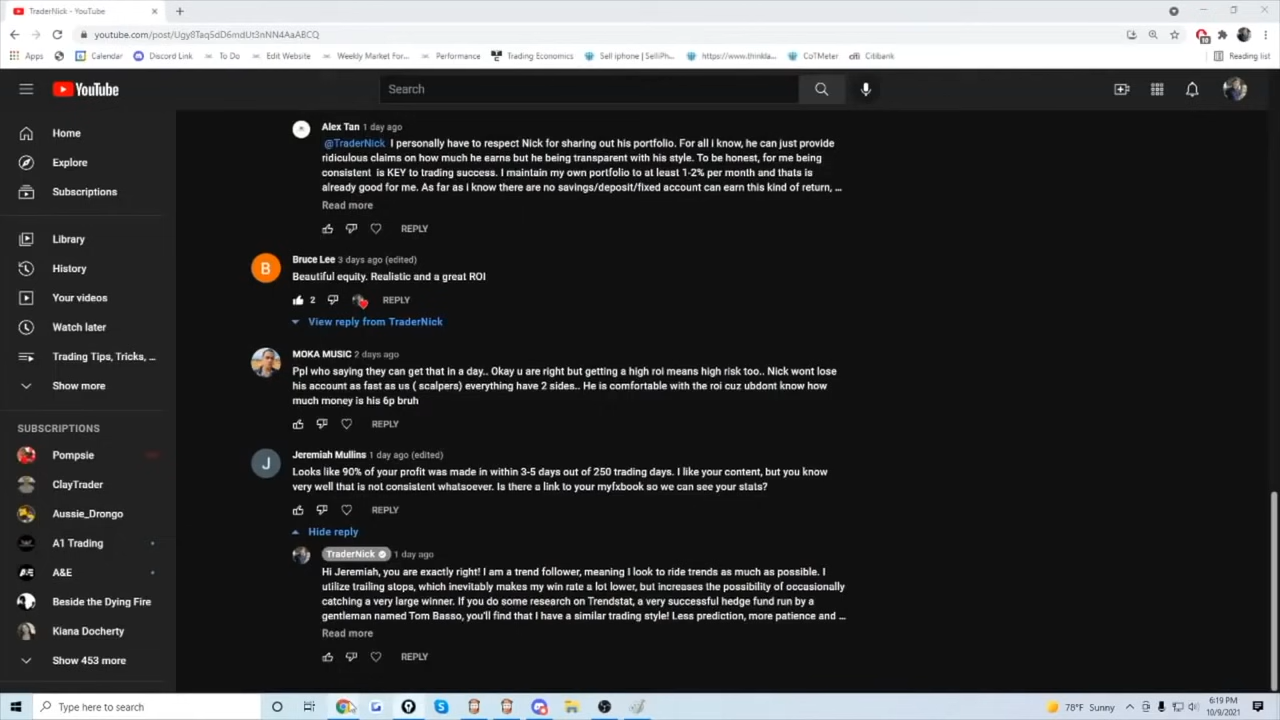 TraderNick - YouTube
youtube.com/post/Ugy8Taq5dD6mdUt3nNN4AaABCQ
Apps
Calendar
Discord Link
To Do
Edit Website
Weekly Market For...
Performance
Trading Economics
Sell iphone | SelliPh...
https://www.thinkla...
CoTMeter
Citibank
Reading list
10
YouTube
Search
Home
Explore
Subscriptions
Library
History
Your videos
Watch later
Trading Tips, Tricks, ...
Show more
SUBSCRIPTIONS
Pompsie
ClayTrader
Aussie_Drongo
A1 Trading
A&E
Beside the Dying Fire
Kiana Docherty
Show 453 more
Alex Tan 1 day ago
@TraderNick I personally have to respect Nick for sharing out his portfolio. For all i know, he can just provide
ridiculous claims on how much he earns but he being transparent with his style. To be honest, for me being
consistent is KEY to trading success. I maintain my own portfolio to at least 1-2% per month and thats is
already good for me. As far as i know there are no savings/deposit/fixed account can earn this kind of return, ...
Read more
REPLY
B
Bruce Lee 3 days ago (edited)
Beautiful equity. Realistic and a great ROI
2 REPLY
View reply from TraderNick
MOKA MUSIC 2 days ago
Ppl who saying they can get that in a day.. Okay u are right but getting a high roi means high risk too.. Nick wont lose
his account as fast as us ( scalpers) everything have 2 sides.. He is comfortable with the roi cuz ubdont know how
much money is his 6p bruh
REPLY
J
Jeremiah Mullins 1 day ago (edited)
Looks like 90% of your profit was made in within 3-5 days out of 250 trading days. I like your content, but you know
very well that is not consistent whatsoever. Is there a link to your myfxbook so we can see your stats?
REPLY
Hide reply
TraderNick 1 day ago
Hi Jeremiah, you are exactly right! I am a trend follower, meaning I look to ride trends as much as possible. I
utilize trailing stops, which inevitably makes my win rate a lot lower, but increases the possibility of occasionally
catching a very large winner. If you do some research on Trendstat, a very successful hedge fund run by a
gentleman named Tom Basso, you'll find that I have a similar trading style! Less prediction, more patience and ...
Read more
REPLY
Type here to search
78°F Sunny
6:19 PM
10/9/2021